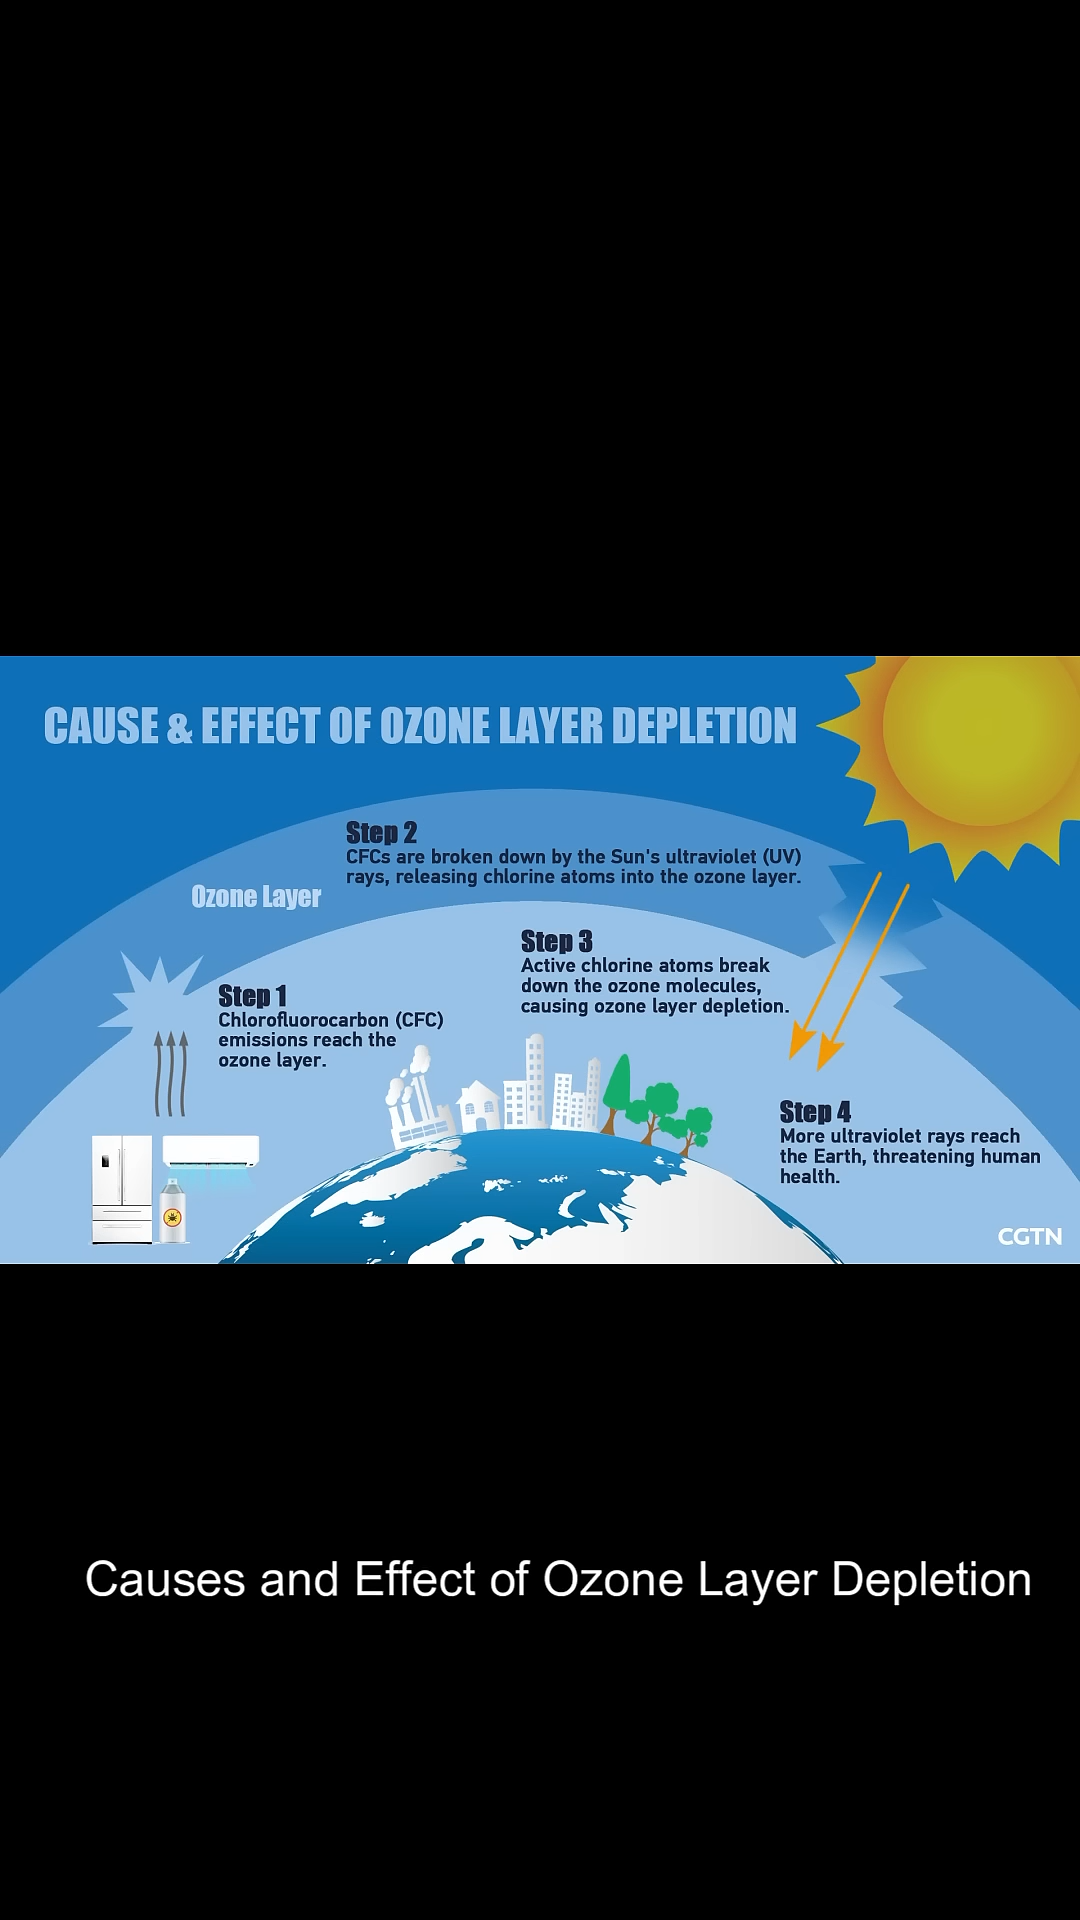 CAUSE & EFFECT OF OZONE LAYER DEPLETION
Step 2
CFCs are broken down by the Sun's ultraviolet (UV)
rays, releasing chlorine atoms into the ozone layer.
Ozone Layer
Step 3
Active chlorine atoms break
down the ozone molecules,
causing ozone layer depletion.
Step 1
Chlorofluorocarbon (CFC)
emissions reach the
ozone layer.
Step 4
More ultraviolet rays reach
the Earth, threatening human
health.
CGTN
Causes and Effect of Ozone Layer Depletion